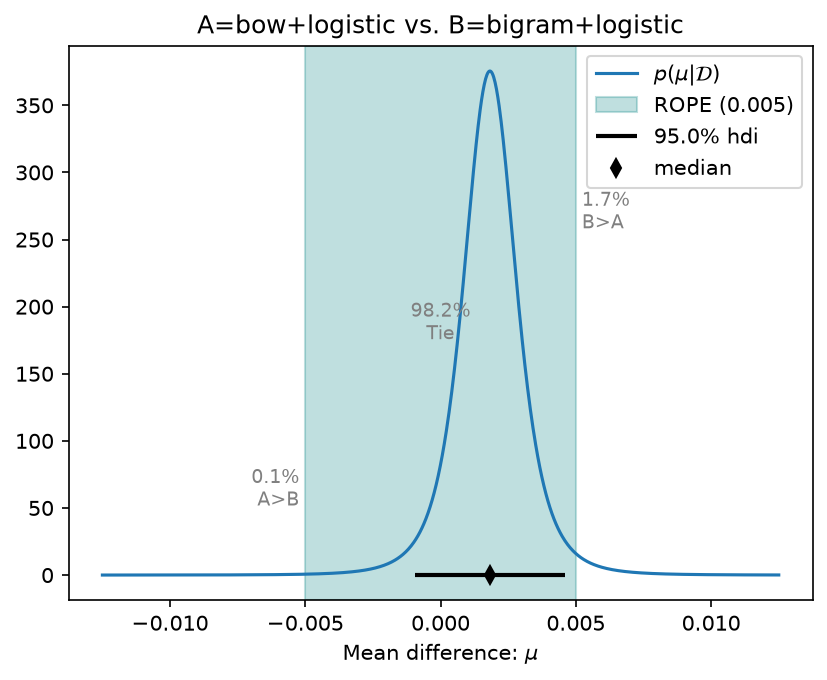 A=bow+logistic vs. B=bigram+logistic
p(μ|𝒟)
ROPE (0.005)
95.0% hdi
median
1.7%
B>A
98.2%
Tie
0.1%
A>B
350
300
250
200
150
100
50
0
−0.010
−0.005
0.000
0.005
0.010
Mean difference: μ